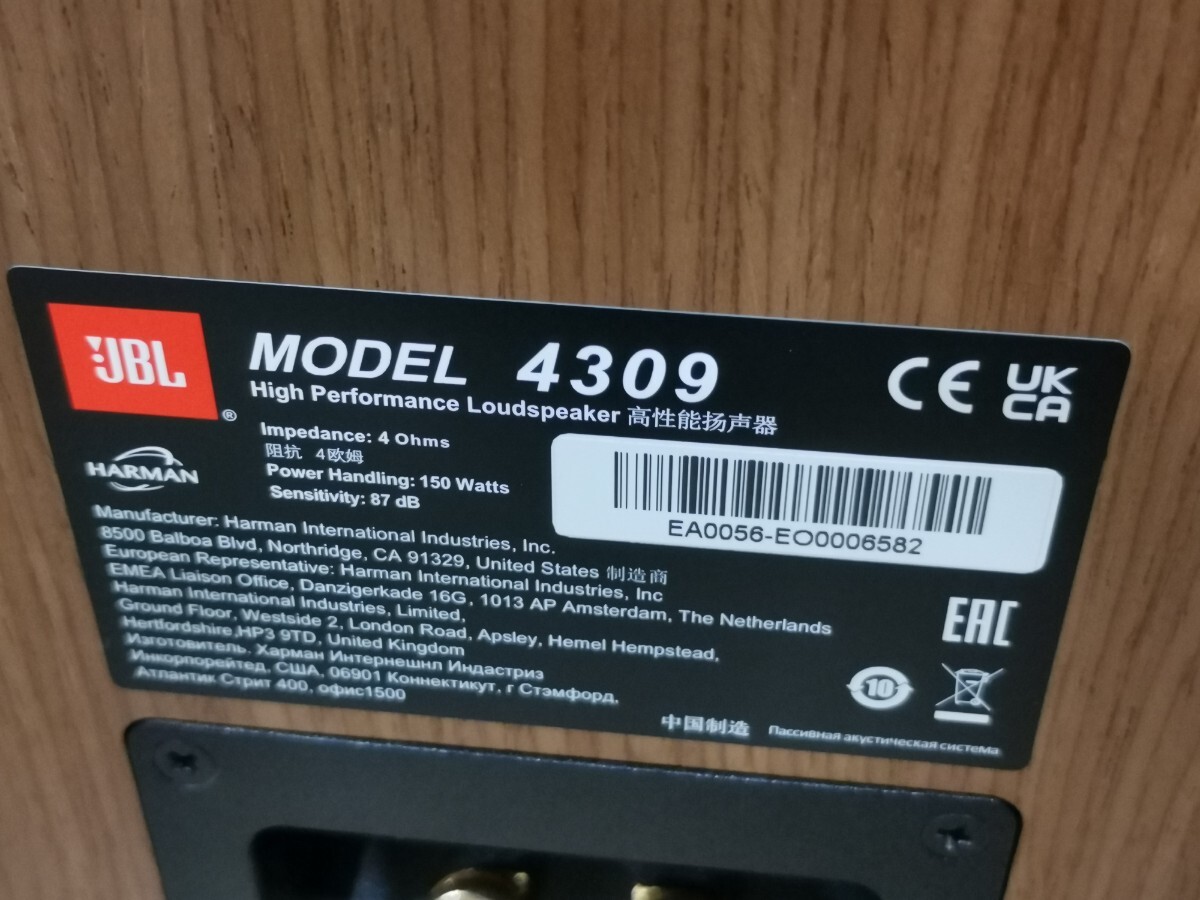 JBL
®
MODEL 4309
High Performance Loudspeaker 高性能扬声器
CE UK CA
HARMAN
Impedance: 4 Ohms
阻抗 4欧姆
Power Handling: 150 Watts
Sensitivity: 87 dB
EA0056-EO0006582
Manufacturer: Harman International Industries, Inc.
8500 Balboa Blvd, Northridge, CA 91329, United States 制造商
European Representative: Harman International Industries, Inc
EMEA Liaison Office, Danzigerkade 16G, 1013 AP Amsterdam, The Netherlands
Harman International Industries, Limited,
Ground Floor, Westside 2, London Road, Apsley, Hemel Hempstead,
Hertfordshire,HP3 9TD, United Kingdom
Изготовитель, Харман Интернешнл Индастриз
Инкорпорейтед, США, 06901 Коннектикут, г Стэмфорд,
Атлантик Стрит 400, офис1500
EAC
10
中国制造 Пассивная акустическая система